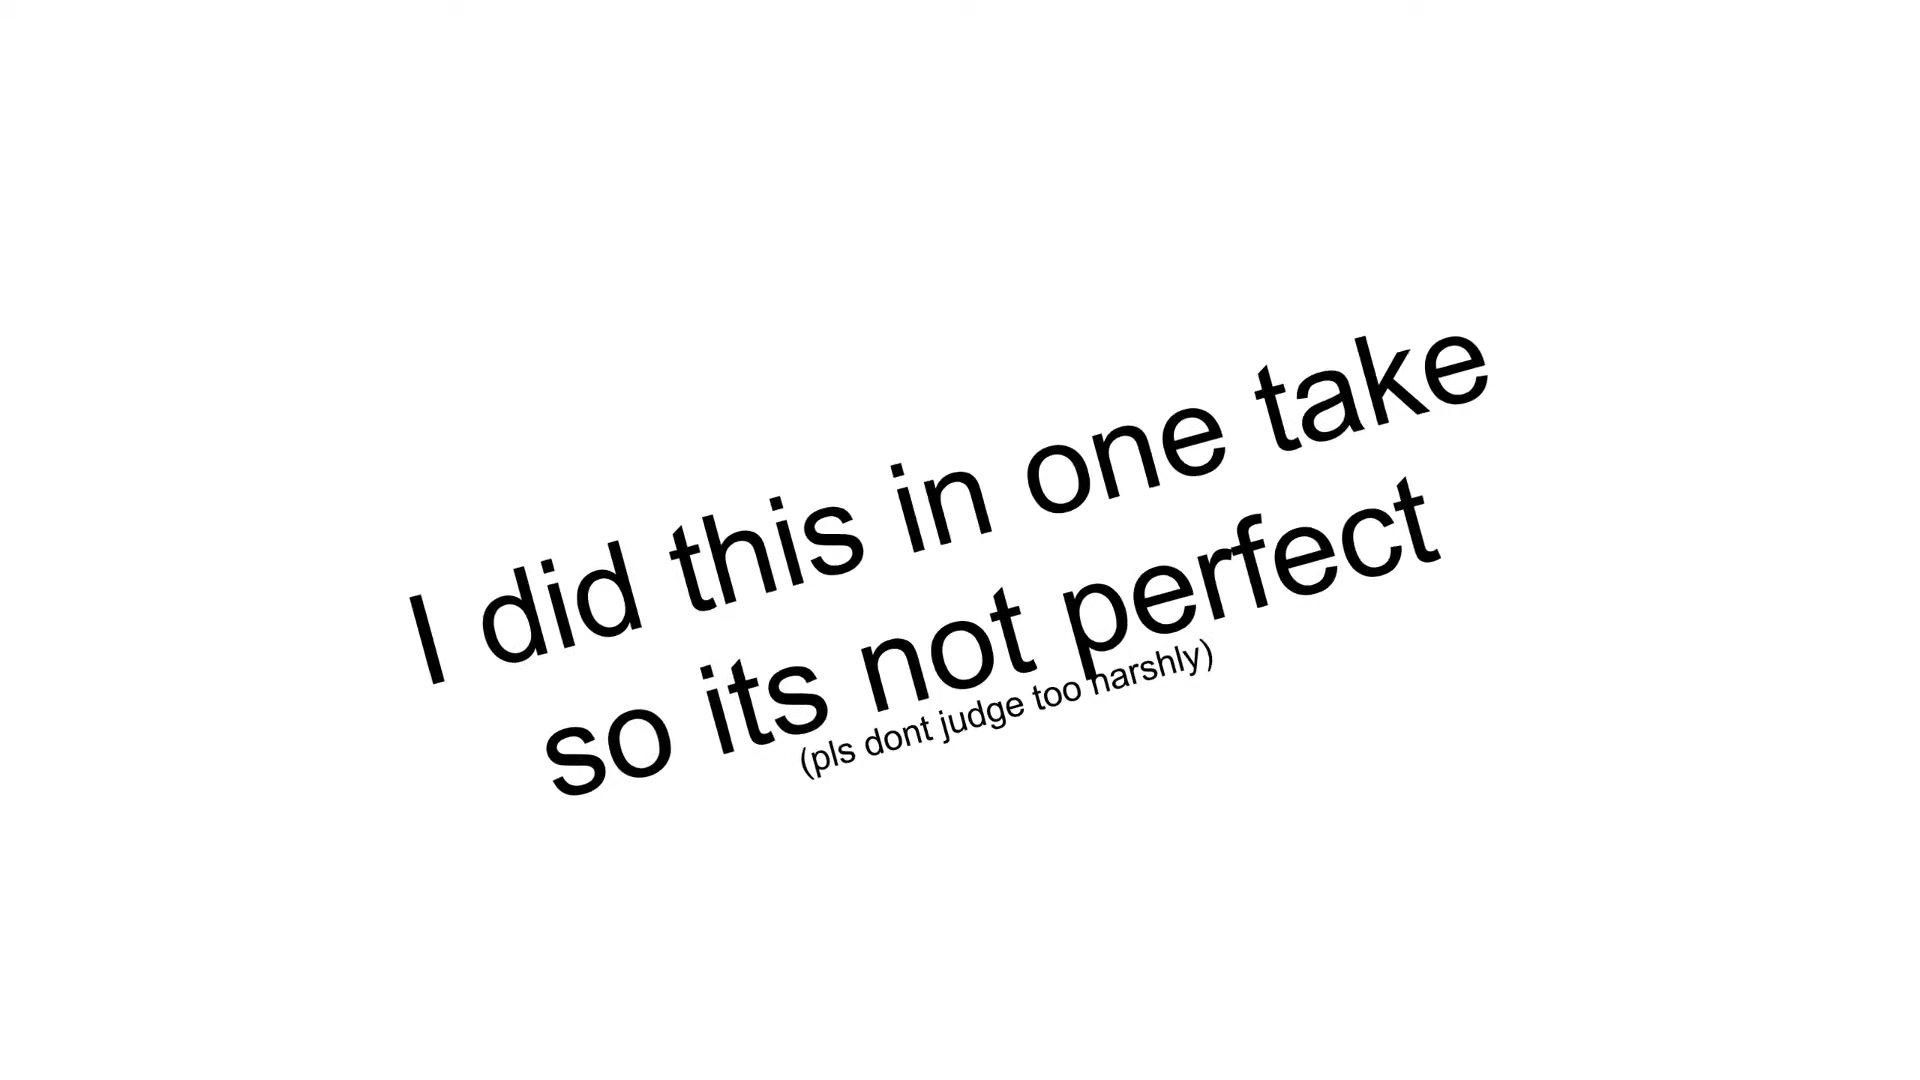 I did this in one take
so its not perfect
(pls dont judge too harshly)